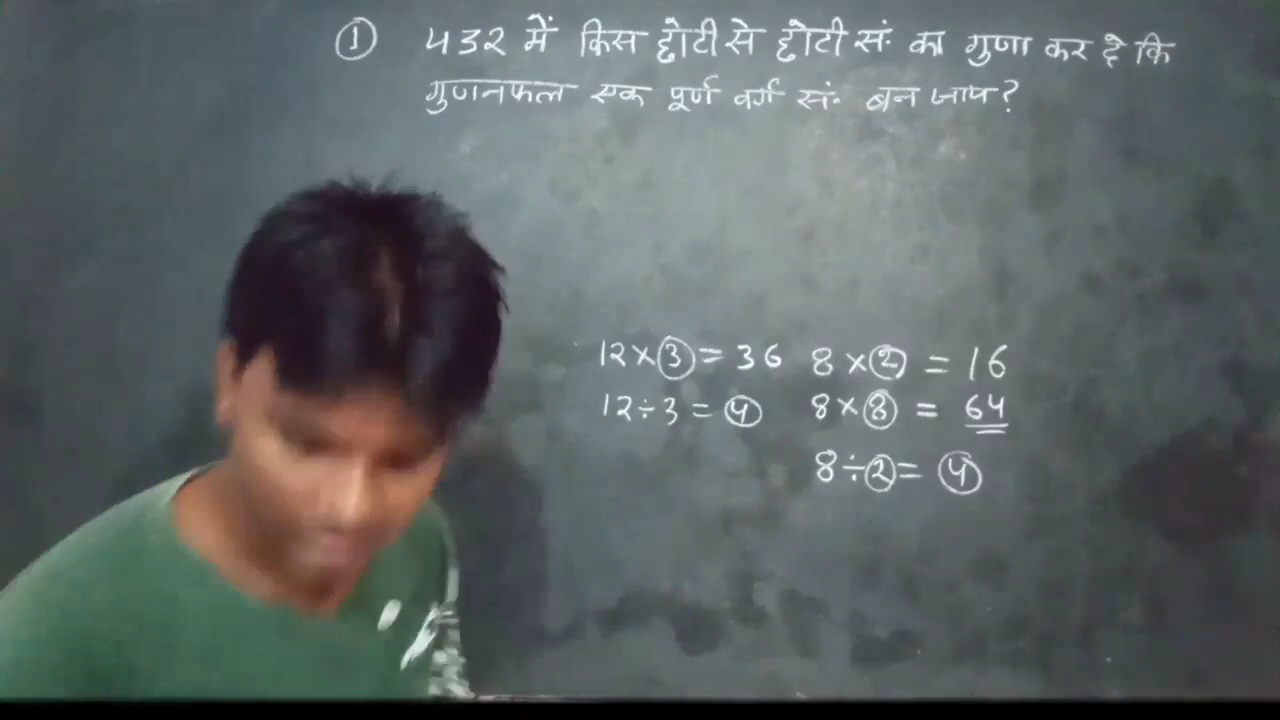 ① 432 में किस छोटी से छोटी सं. का गुणा कर दे कि
गुणनफल एक पूर्ण वर्ग सं. बन जाय?
12×③=36 8×②=16
12÷3=④ 8×⑧=64
8÷②=④